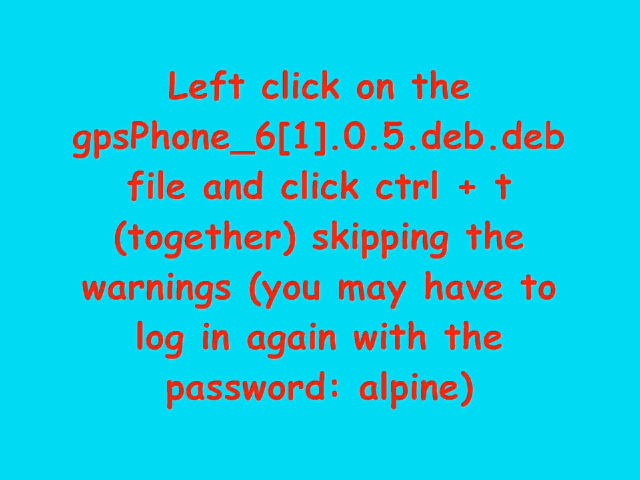 Left click on the
gpsPhone_6[1].0.5.deb.deb
file and click ctrl + t
(together) skipping the
warnings (you may have to
log in again with the
password: alpine)